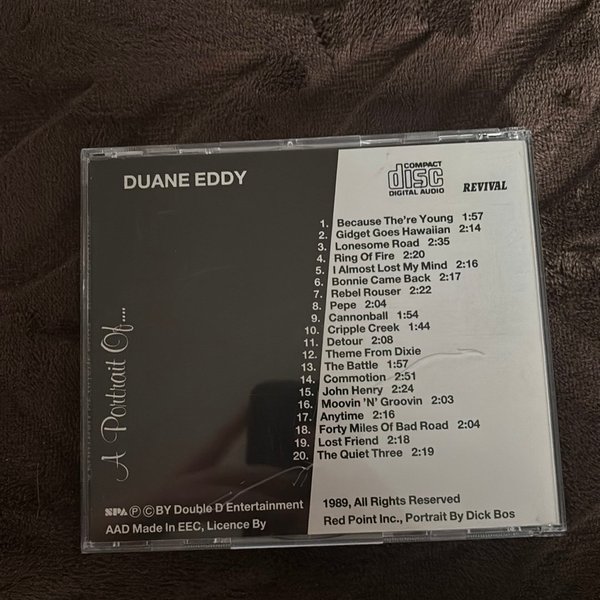 DUANE EDDY
COMPACT
disc
DIGITAL AUDIO
REVIVAL
1. Because The're Young 1:57
2. Gidget Goes Hawaiian 2:14
3. Lonesome Road 2:35
4. Ring Of Fire 2:20
5. I Almost Lost My Mind 2:16
6. Bonnie Came Back 2:17
7. Rebel Rouser 2:22
8. Pepe 2:04
9. Cannonball 1:54
10. Cripple Creek 1:44
11. Detour 2:08
12. Theme From Dixie
13. The Battle 1:57
14. Commotion 2:51
15. John Henry 2:24
16. Moovin 'N' Groovin 2:03
17. Anytime 2:16
18. Forty Miles Of Bad Road 2:04
19. Lost Friend 2:18
20. The Quiet Three 2:19
A Portrait Of....
SPA Ⓟ Ⓒ BY Double D Entertainment
AAD Made In EEC, Licence By
1989, All Rights Reserved
Red Point Inc., Portrait By Dick Bos